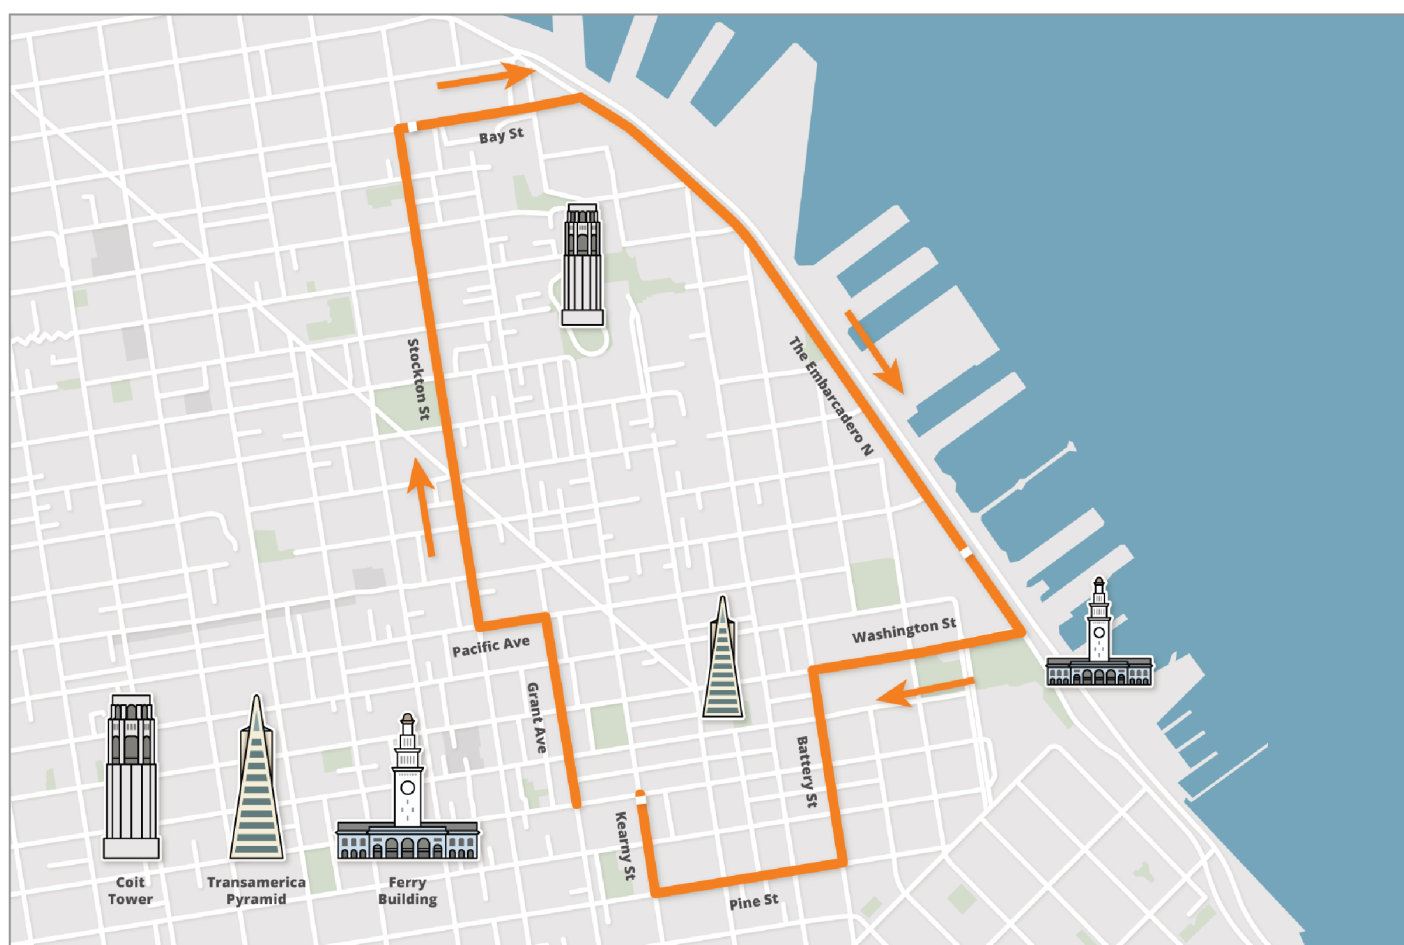 Bay St
Stockton St
The Embarcadero N
Washington St
Pacific Ave
Grant Ave
Battery St
Kearny St
Pine St
Coit
Tower
Transamerica
Pyramid
Ferry
Building